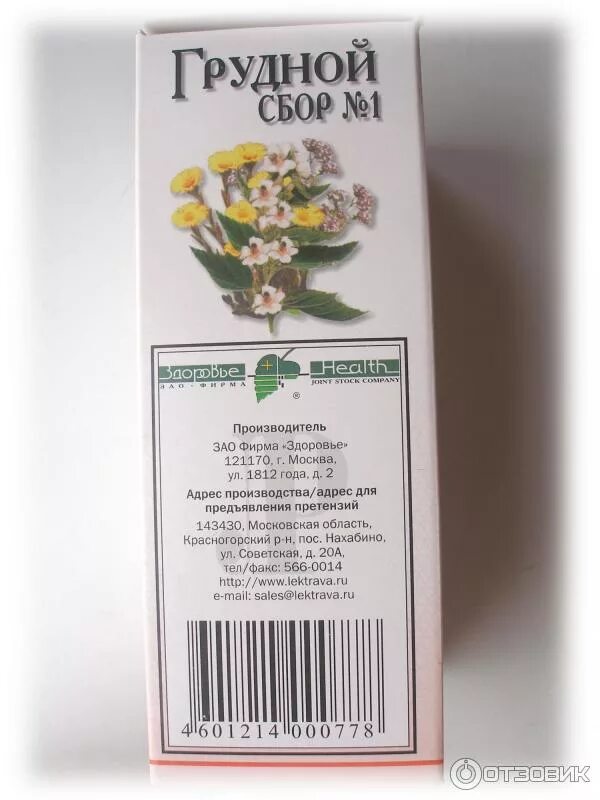 Грудной
сбор №1
Здоровье Health
ЗАО - ФИРМА JOINT STOCK COMPANY
®
Производитель
ЗАО Фирма «Здоровье»
121170, г. Москва,
ул. 1812 года, д. 2
Адрес производства/адрес для
предъявления претензий
143430, Московская область,
Красногорский р-н, пос. Нахабино,
ул. Советская, д. 20А,
тел/факс: 566-0014
http://www.lektrava.ru
e-mail: sales@lektrava.ru
4601214 000778
ОТЗОВИК